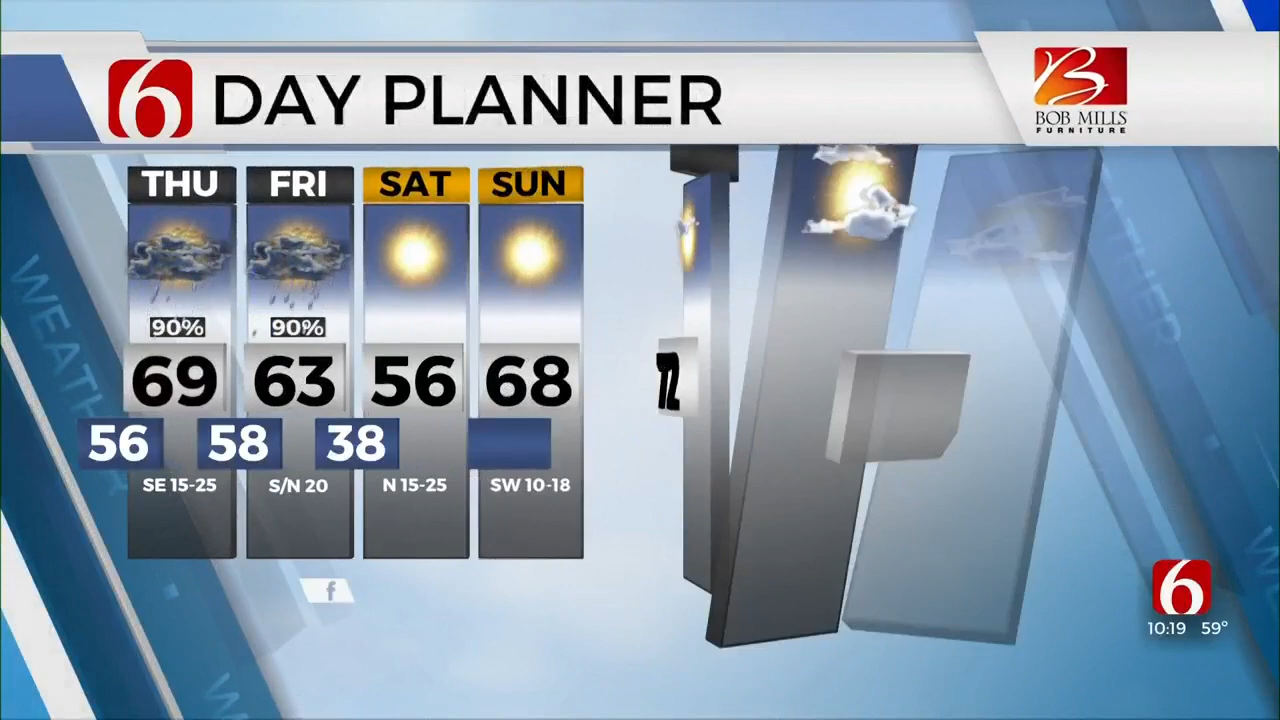 6 DAY PLANNER
BOB MILLS
FURNITURE
THU FRI SAT SUN
90% 90%
69 63 56 68 72
56 58 38
SE 15-25 S/N 20 N 15-25 SW 10-18
f
6
10:19 59°
WEATHER